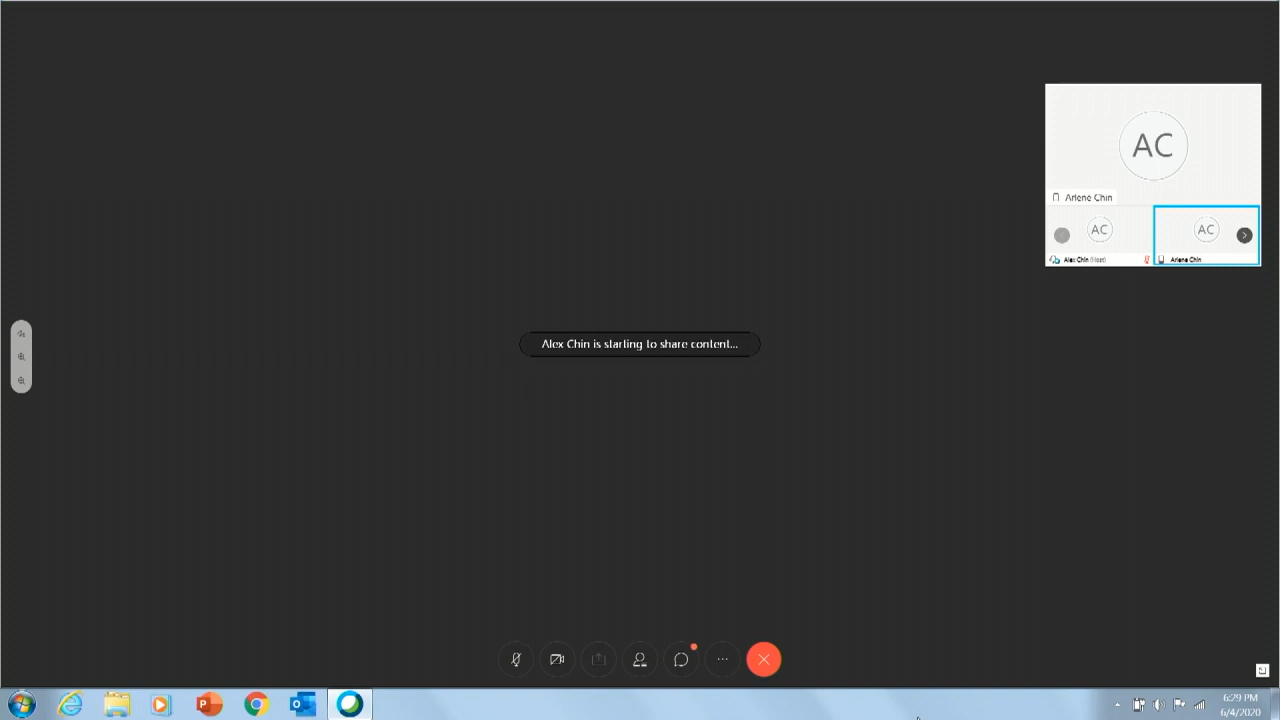 AC
Arlene Chin
AC
AC
Alex Chin (Host)
Arlene Chin
Alex Chin is starting to share content...
6:29 PM
6/4/2020